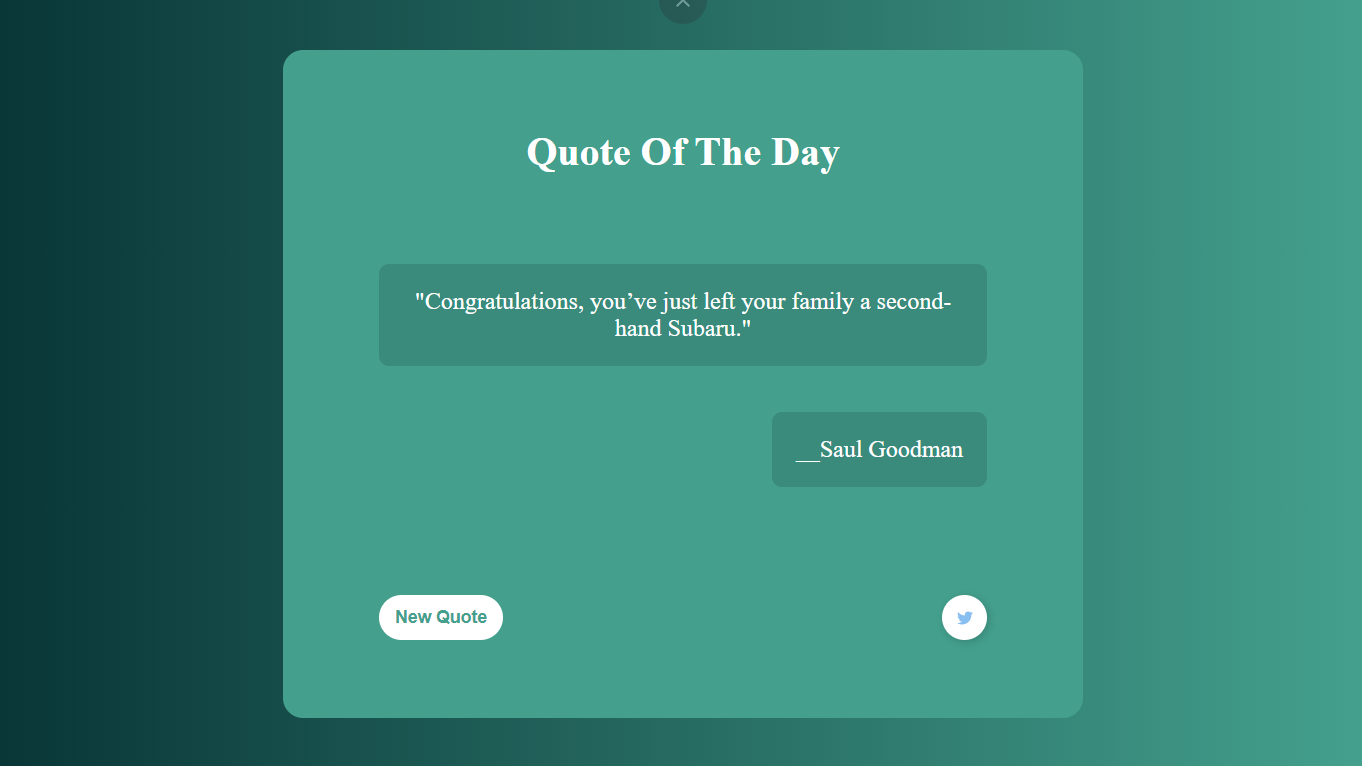 Quote Of The Day
"Congratulations, you’ve just left your family a second-
hand Subaru."
__Saul Goodman
New Quote